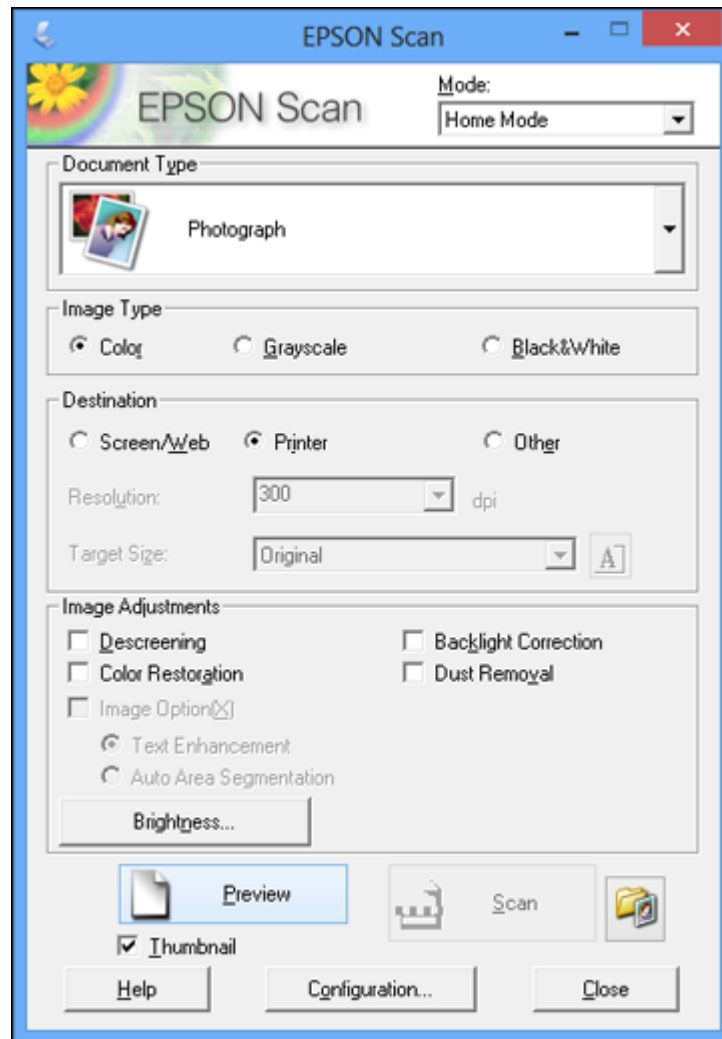 EPSON Scan
EPSON Scan
Mode:
Home Mode
Document Type
Photograph
Image Type
Color Grayscale Black&White
Destination
Screen/Web Printer Other
Resolution: 300 dpi
Target Size: Original A
Image Adjustments
Descreening Backlight Correction
Color Restoration Dust Removal
Image Option(X)
Text Enhancement
Auto Area Segmentation
Brightness...
Preview Scan
Thumbnail
Help Configuration... Close